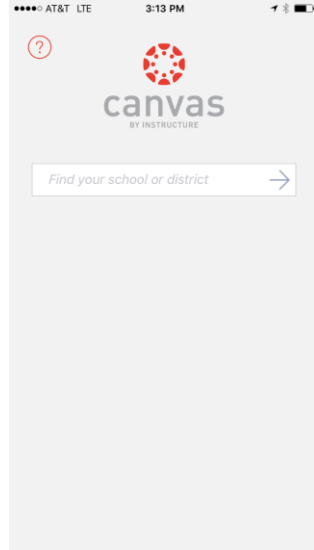 AT&T LTE 3:13 PM
?
canvas
BY INSTRUCTURE
Find your school or district